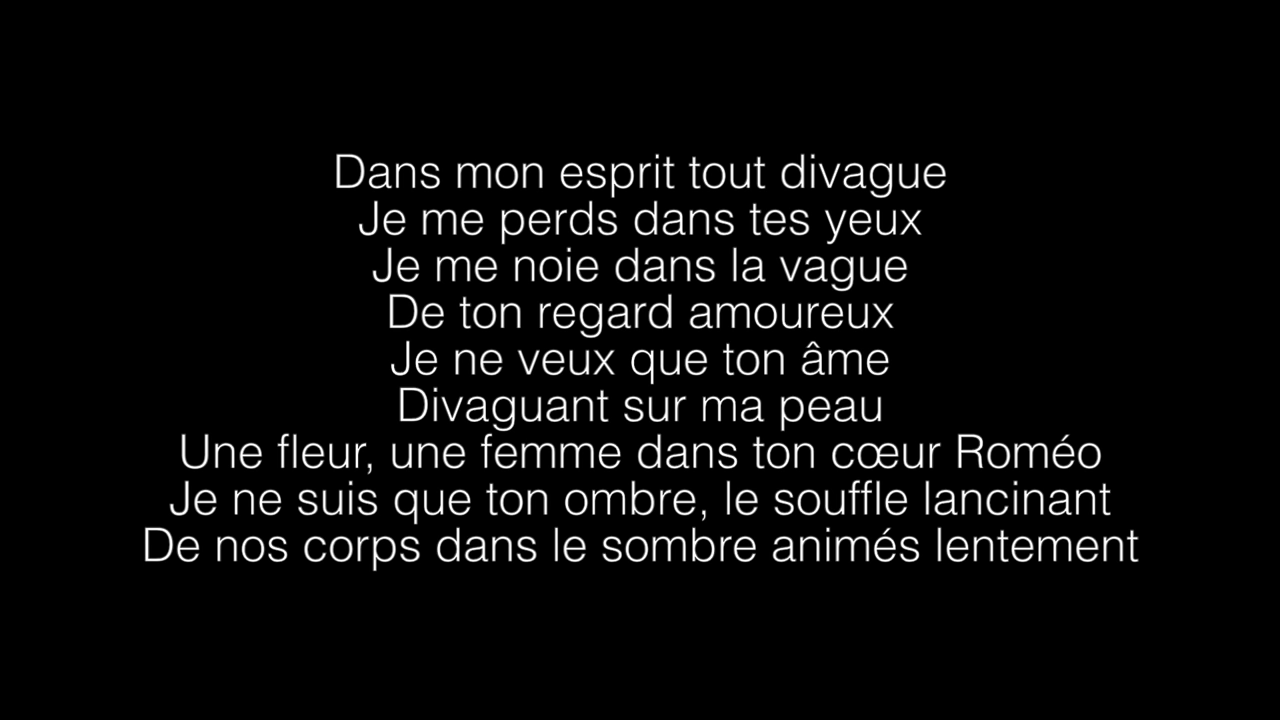 Dans mon esprit tout divague
Je me perds dans tes yeux
Je me noie dans la vague
De ton regard amoureux
Je ne veux que ton âme
Divaguant sur ma peau
Une fleur, une femme dans ton cœur Roméo
Je ne suis que ton ombre, le souffle lancinant
De nos corps dans le sombre animés lentement